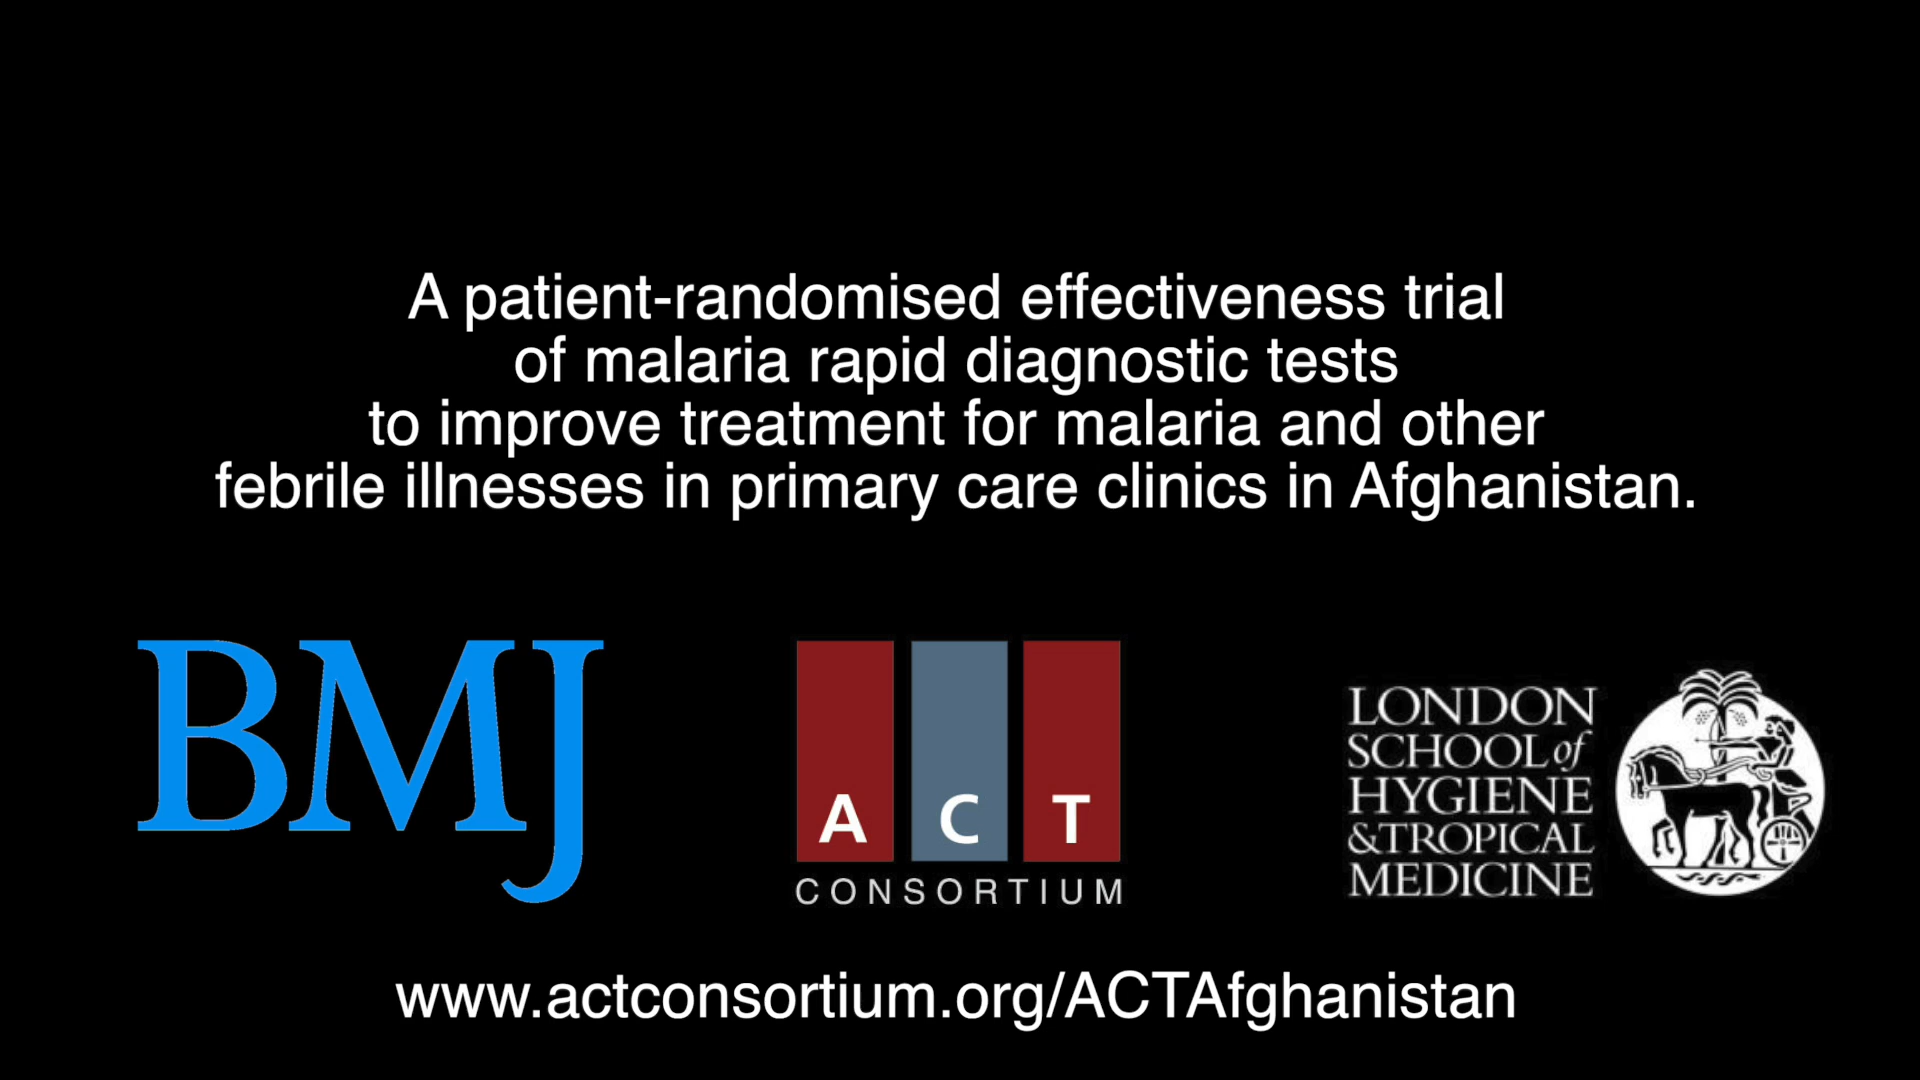 A patient-randomised effectiveness trial
of malaria rapid diagnostic tests
to improve treatment for malaria and other
febrile illnesses in primary care clinics in Afghanistan.
BMJ
A C T
CONSORTIUM
LONDON
SCHOOL of
HYGIENE
&TROPICAL
MEDICINE
www.actconsortium.org/ACTAfghanistan